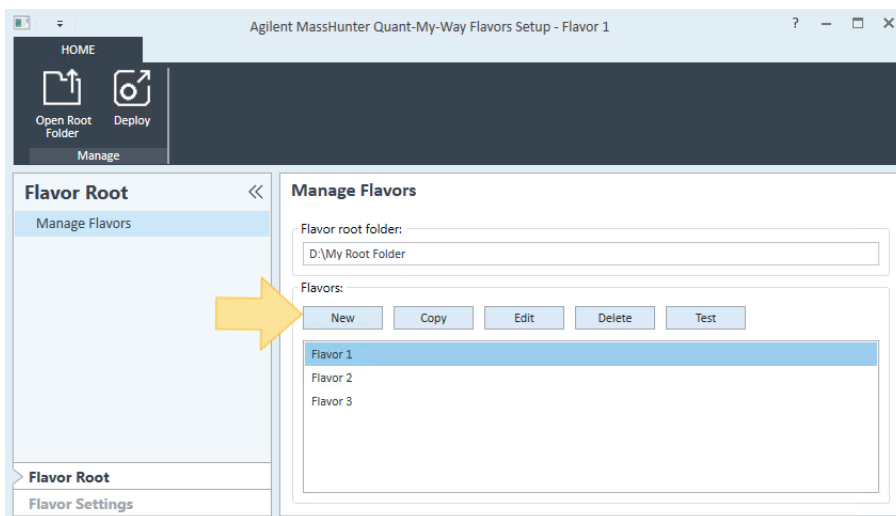 Agilent MassHunter Quant-My-Way Flavors Setup - Flavor 1
?
HOME
Open Root
Folder
Deploy
Manage
Flavor Root
Manage Flavors
Manage Flavors
Flavor root folder:
D:\My Root Folder
Flavors:
New Copy Edit Delete Test
Flavor 1
Flavor 2
Flavor 3
Flavor Root
Flavor Settings